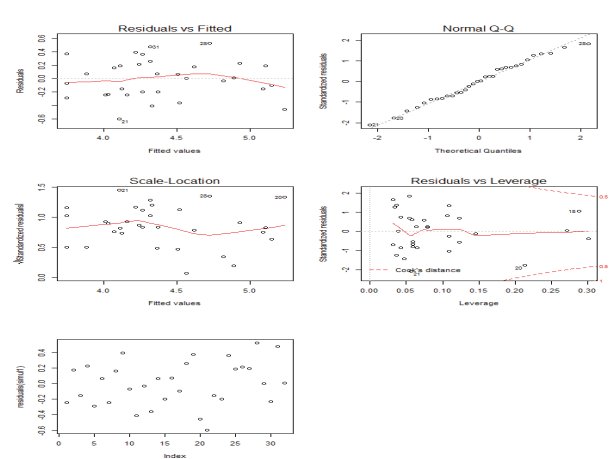 Residuals vs Fitted
Residuals
-0.6 -0.2 0.0 0.2 0.4 0.6
31
28
21
4.0 4.5 5.0
Fitted values
Normal Q-Q
Standardized residuals
-2 -1 0 1 2
28
21
20
-2 -1 0 1 2
Theoretical Quantiles
Scale-Location
√|Standardized residuals|
0.0 0.5 1.0 1.5
21
28
20
4.0 4.5 5.0
Fitted values
Residuals vs Leverage
Standardized residuals
-2 -1 0 1 2
0.5
18
20
21
Cook's distance
0.5
1
0.00 0.05 0.10 0.15 0.20 0.25 0.30
Leverage
-0.6 -0.4 -0.2 0.0 0.2 0.4
0 5 10 15 20 25 30
Index